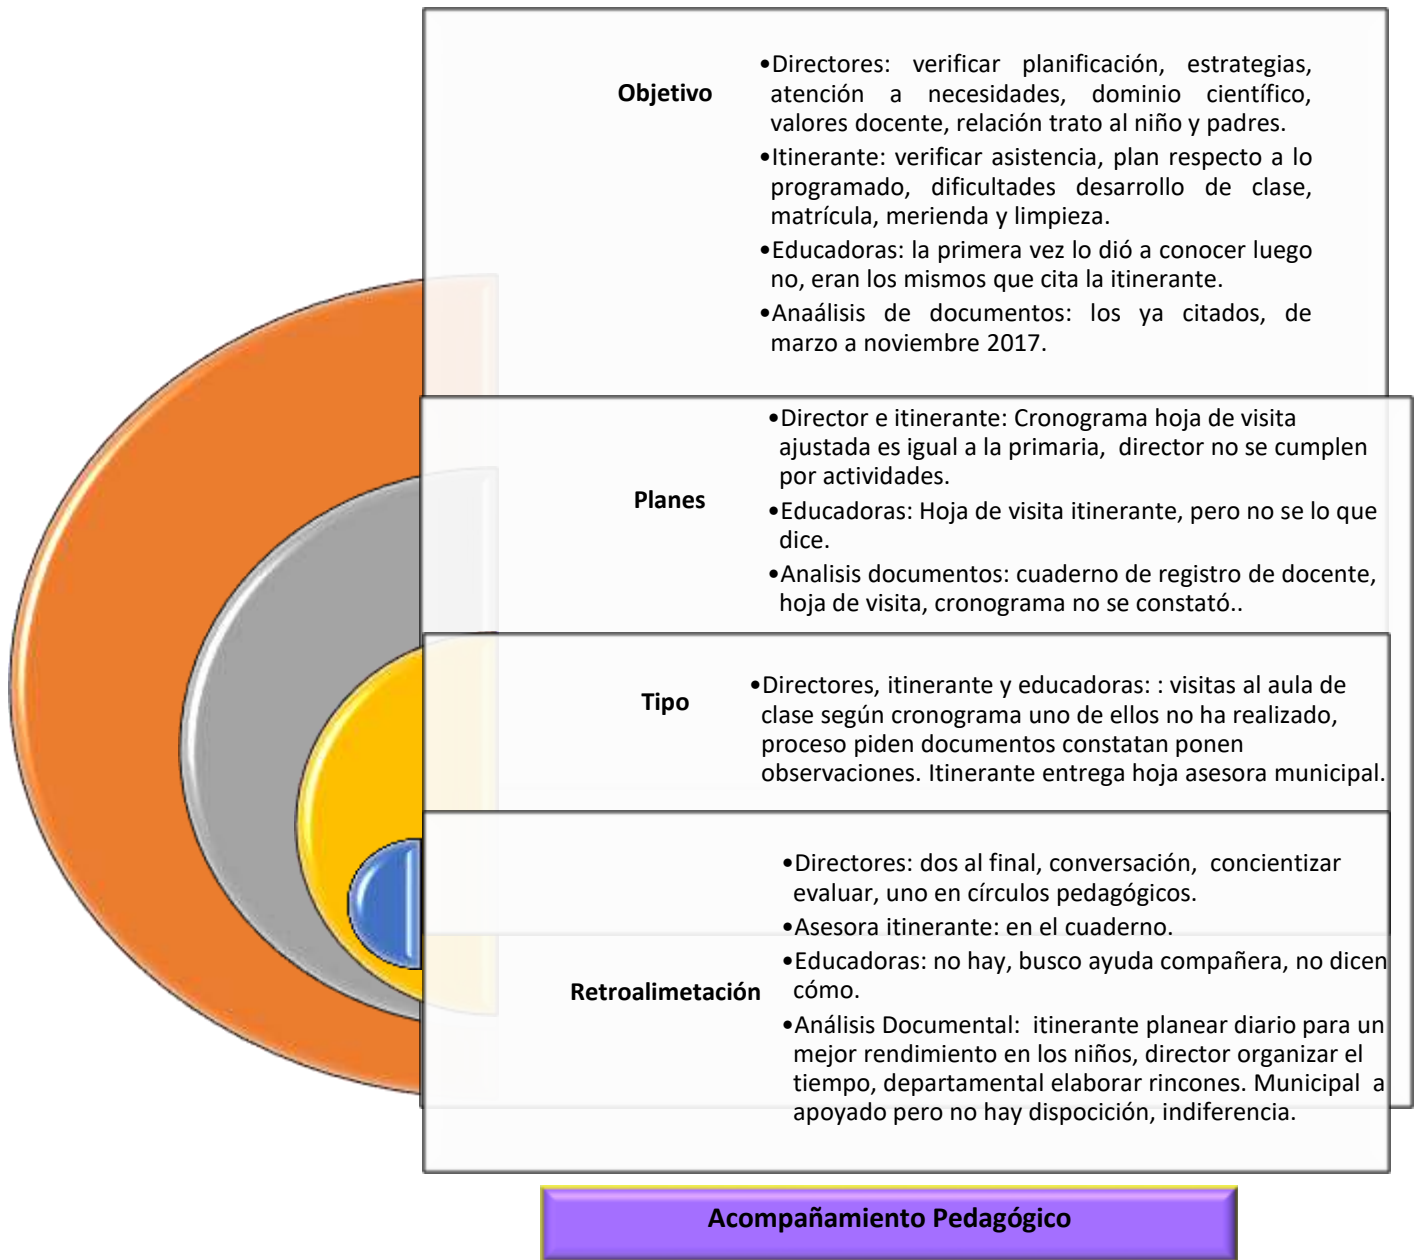 Objetivo
•Directores: verificar planificación, estrategias,
atención a necesidades, dominio científico,
valores docente, relación trato al niño y padres.
•Itinerante: verificar asistencia, plan respecto a lo
programado, dificultades desarrollo de clase,
matrícula, merienda y limpieza.
•Educadoras: la primera vez lo dió a conocer luego
no, eran los mismos que cita la itinerante.
•Anaálisis de documentos: los ya citados, de
marzo a noviembre 2017.
Planes
•Director e itinerante: Cronograma hoja de visita
ajustada es igual a la primaria, director no se cumplen
por actividades.
•Educadoras: Hoja de visita itinerante, pero no se lo que
dice.
•Analisis documentos: cuaderno de registro de docente,
hoja de visita, cronograma no se constató..
Tipo
•Directores, itinerante y educadoras: : visitas al aula de
clase según cronograma uno de ellos no ha realizado,
proceso piden documentos constatan ponen
observaciones. Itinerante entrega hoja asesora municipal.
Retroalimetación
•Directores: dos al final, conversación, concientizar
evaluar, uno en círculos pedagógicos.
•Asesora itinerante: en el cuaderno.
•Educadoras: no hay, busco ayuda compañera, no dicen
cómo.
•Análisis Documental: itinerante planear diario para un
mejor rendimiento en los niños, director organizar el
tiempo, departamental elaborar rincones. Municipal a
apoyado pero no hay dispocición, indiferencia.
Acompañamiento Pedagógico